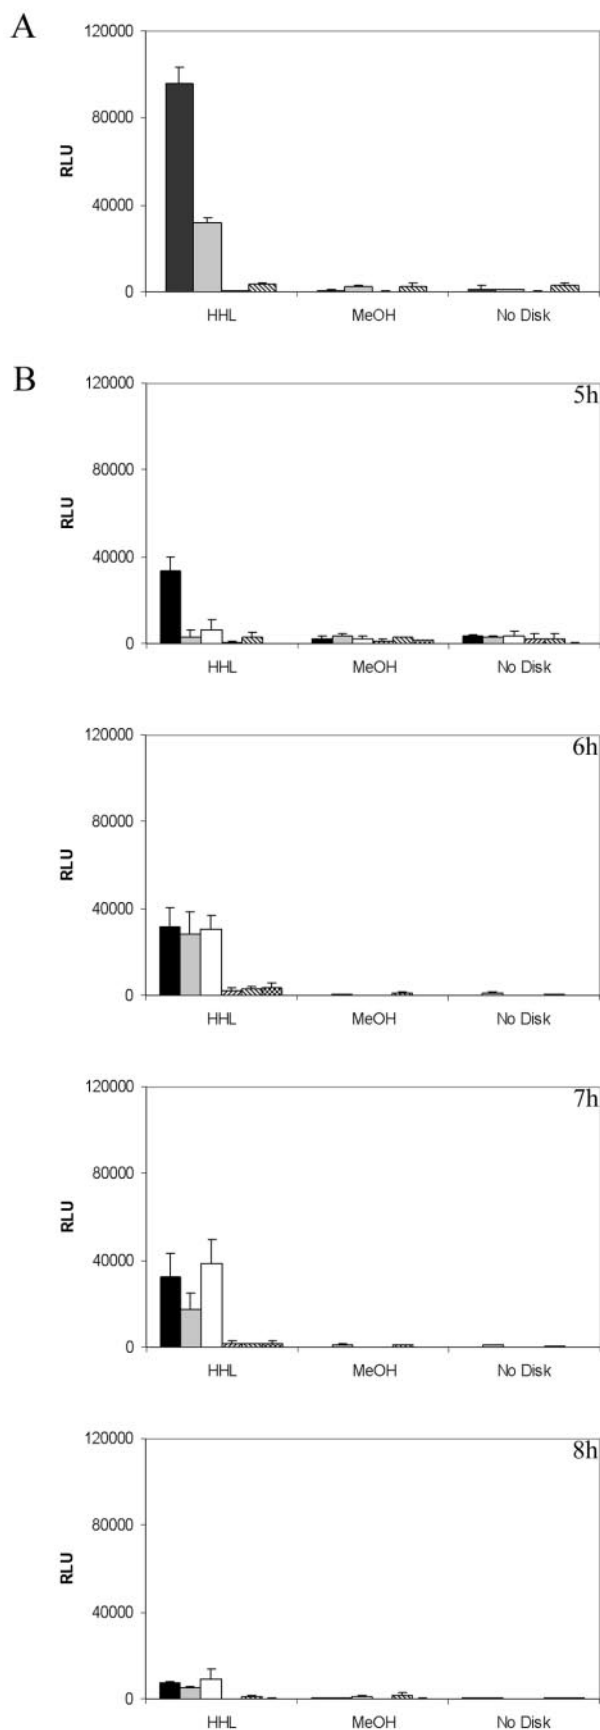 A
120000
80000
RLU
40000
0
HHL MeOH No Disk
B
5h
120000
80000
RLU
40000
0
HHL MeOH No Disk
6h
120000
80000
RLU
40000
0
HHL MeOH No Disk
7h
120000
80000
RLU
40000
0
HHL MeOH No Disk
8h
120000
80000
RLU
40000
0
HHL MeOH No Disk